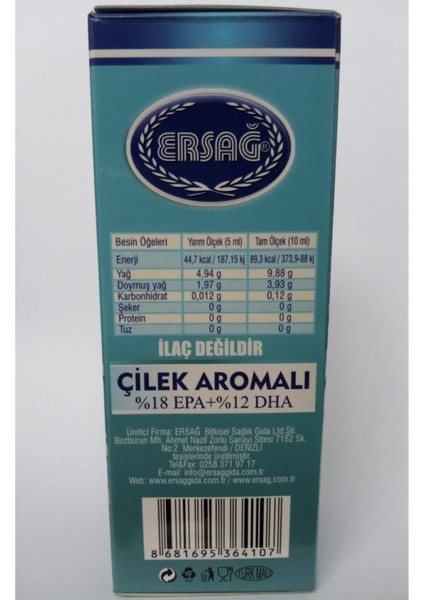 ERSAĞ®
Besin Öğeleri Yarım Ölçek (5 ml) Tam Ölçek (10 ml)
Enerji 44,7 kcal / 187,15 kj 89,3 kcal / 373,9-88 kj
Yağ 4,94 g 9,88 g
Doymuş yağ 1,97 g 3,93 g
Karbonhidrat 0,012 g 0,12 g
Şeker 0 g 0 g
Protein 0 g 0 g
Tuz 0 g 0 g
İLAÇ DEĞİLDİR
ÇİLEK AROMALI
%18 EPA+%12 DHA
Üretici Firma: ERSAĞ Bitkisel Sağlık Gıda Ltd Sti.
Bozburun Mh. Ahmet Nazif Zorlu Sanayi Sitesi 7152 Sk.
No:2 Merkezefendi / DENİZLİ
tesislerinde üretilmiştir.
Tel&Fax: 0258 371 97 17
E-mail: info@ersaggida.com.tr
Web: www.ersaggida.com.tr / www.ersag.com.tr
8 681695 364107
TÜRK MALI